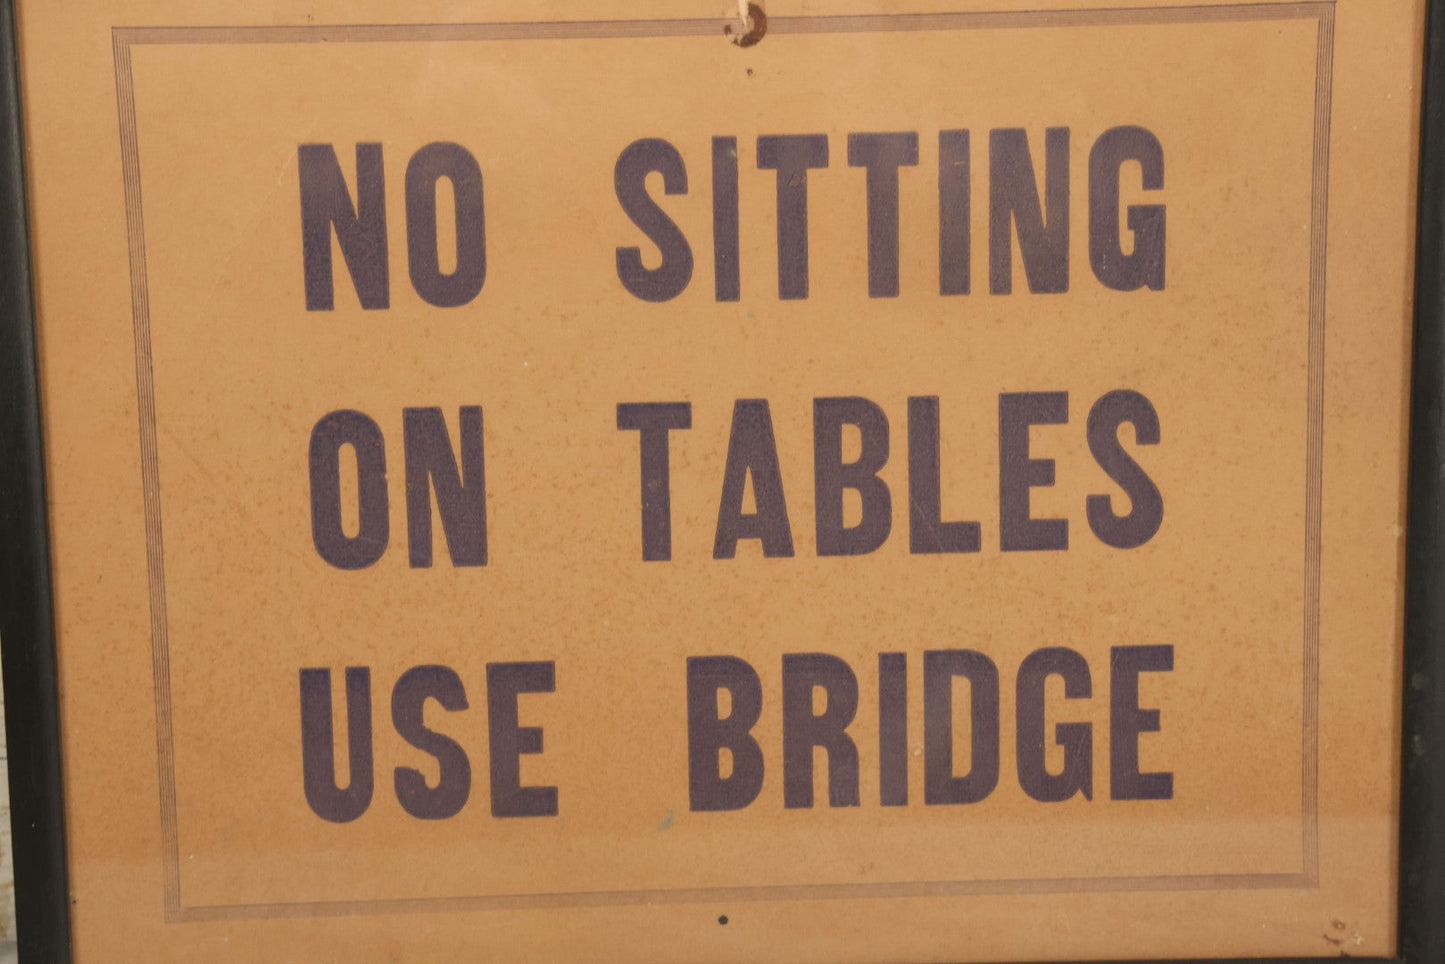 NO SITTING
ON TABLES
USE BRIDGE